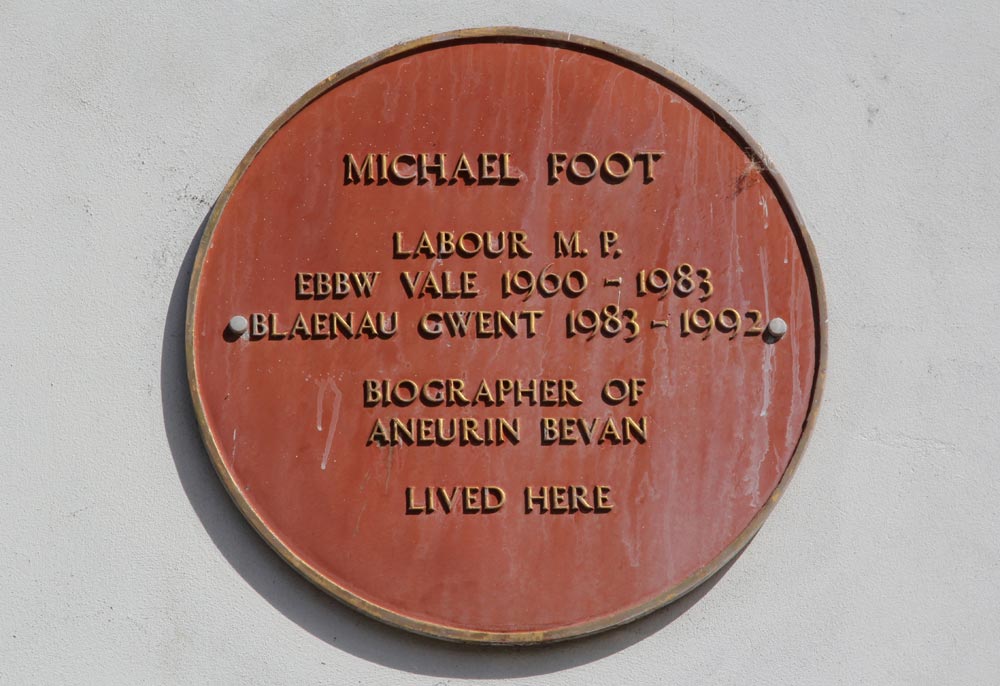 MICHAEL FOOT
LABOUR M. P.
EBBW VALE 1960 - 1983
BLAENAU GWENT 1983 - 1992
BIOGRAPHER OF
ANEURIN BEVAN
LIVED HERE